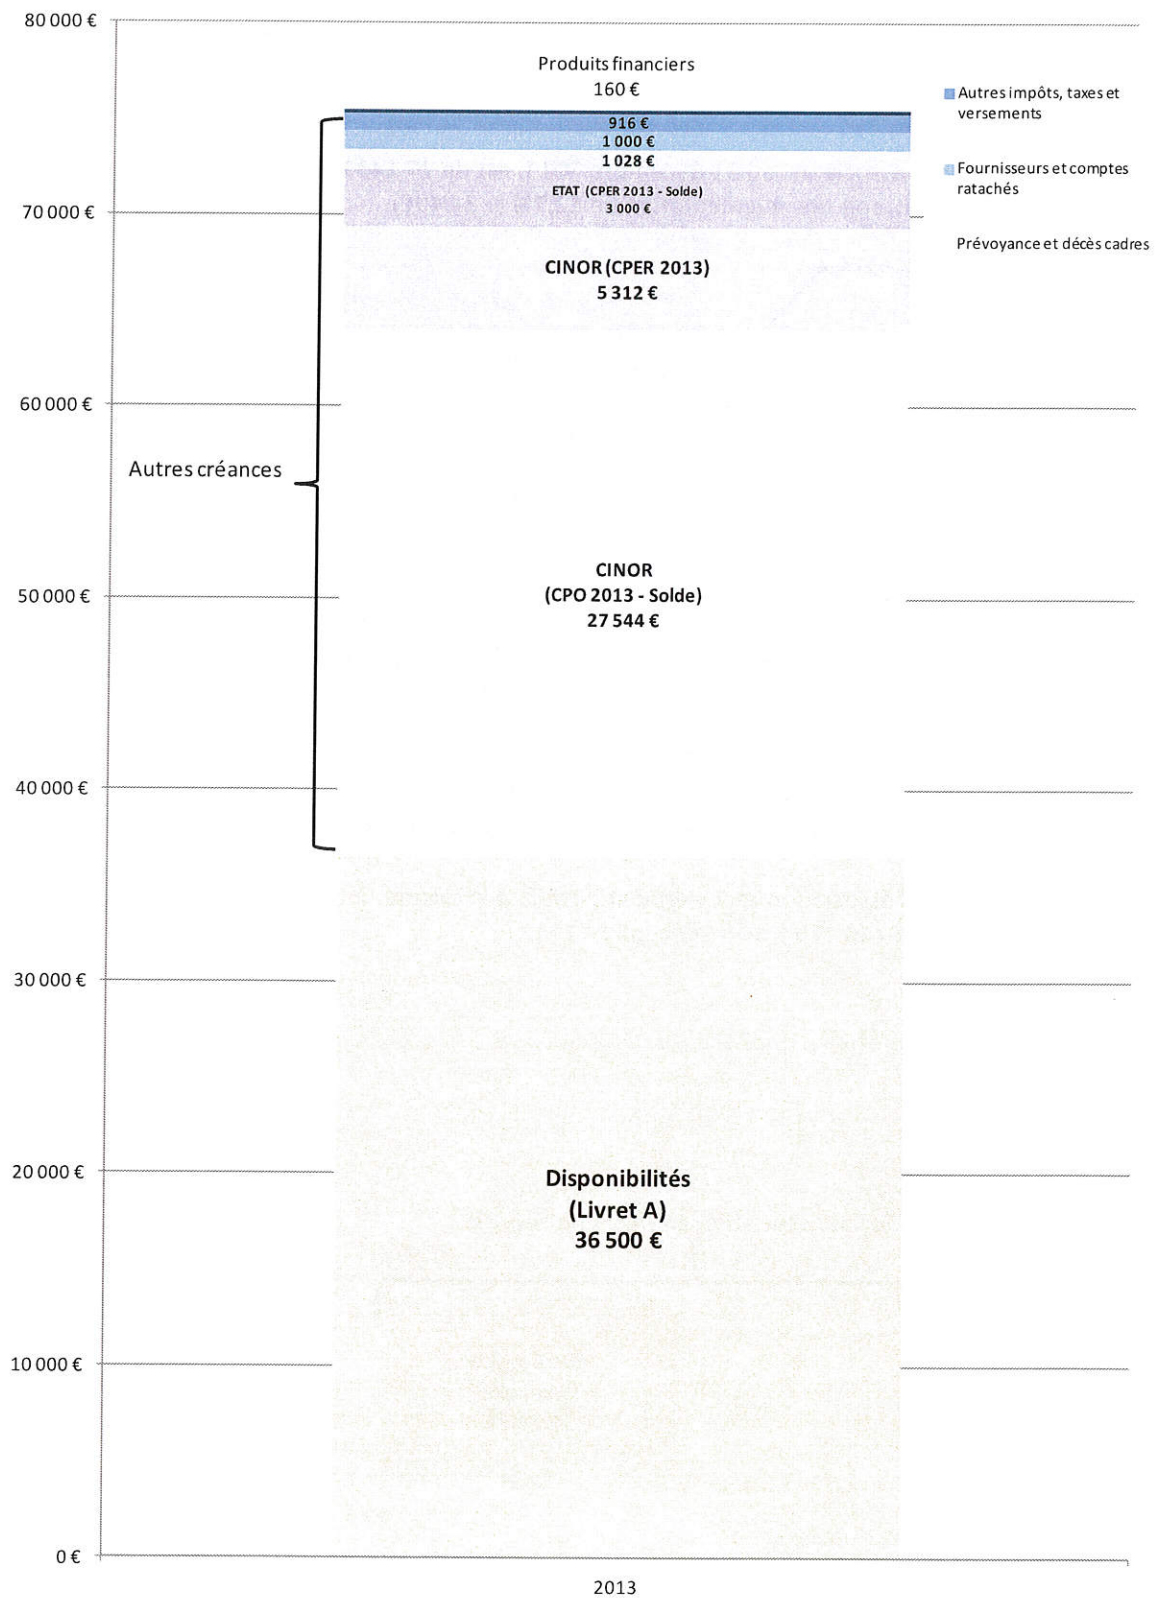 80 000 €
Produits financiers
160 €
Autres impôts, taxes et
versements
916 €
1 000 €
1 028 €
Fournisseurs et comptes
ratachés
ETAT (CPER 2013 - Solde)
3 000 €
70 000 €
Prévoyance et décès cadres
CINOR (CPER 2013)
5 312 €
60 000 €
Autres créances
CINOR
(CPO 2013 - Solde)
27 544 €
50 000 €
40 000 €
30 000 €
20 000 €
Disponibilités
(Livret A)
36 500 €
10 000 €
0 €
2013